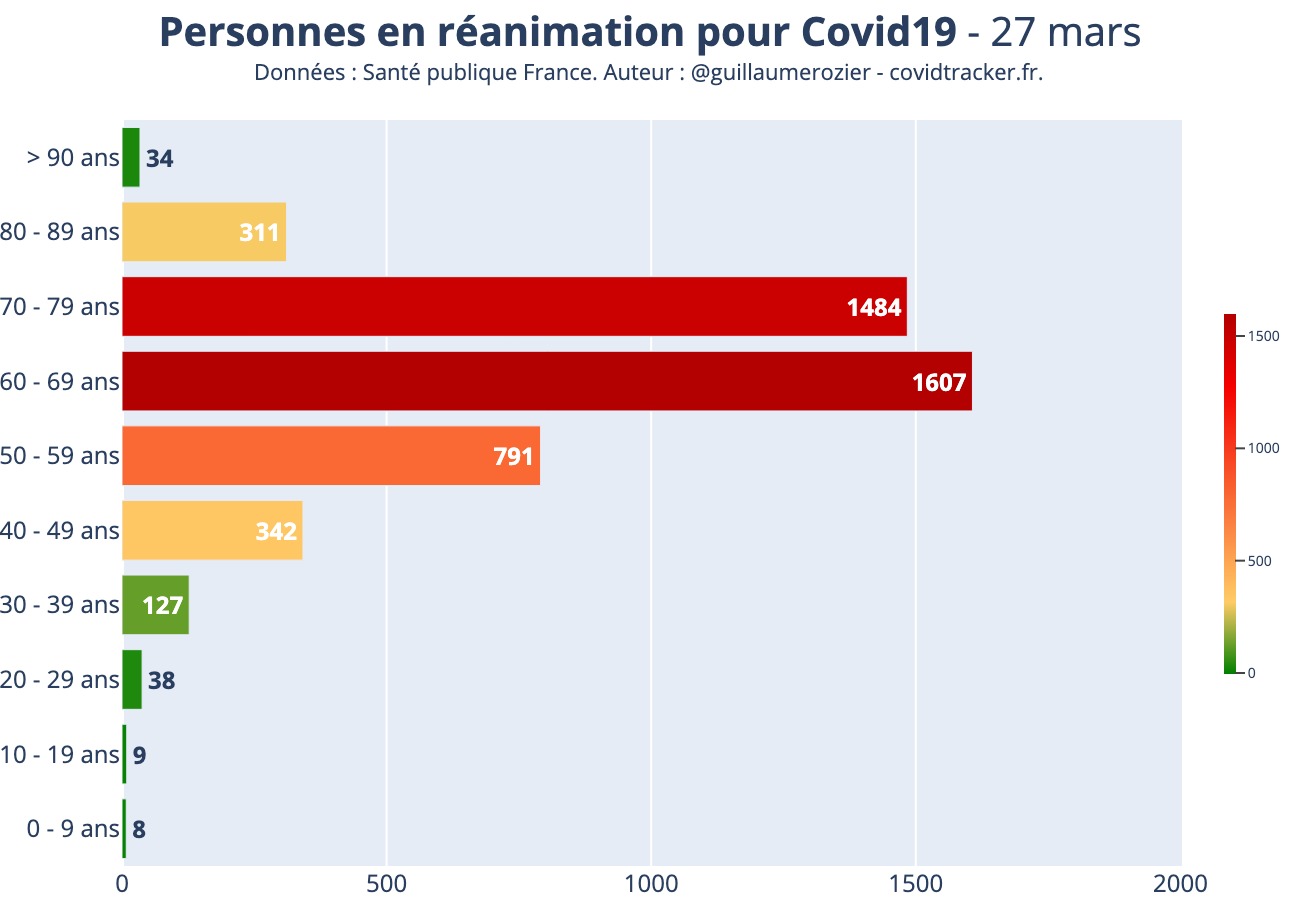 Personnes en réanimation pour Covid19 - 27 mars
Données : Santé publique France. Auteur : @guillaumerozier - covidtracker.fr.
> 90 ans 34
80 - 89 ans 311
70 - 79 ans 1484
60 - 69 ans 1607
50 - 59 ans 791
40 - 49 ans 342
30 - 39 ans 127
20 - 29 ans 38
10 - 19 ans 9
0 - 9 ans 8
0 500 1000 1500 2000
1500
1000
500
0